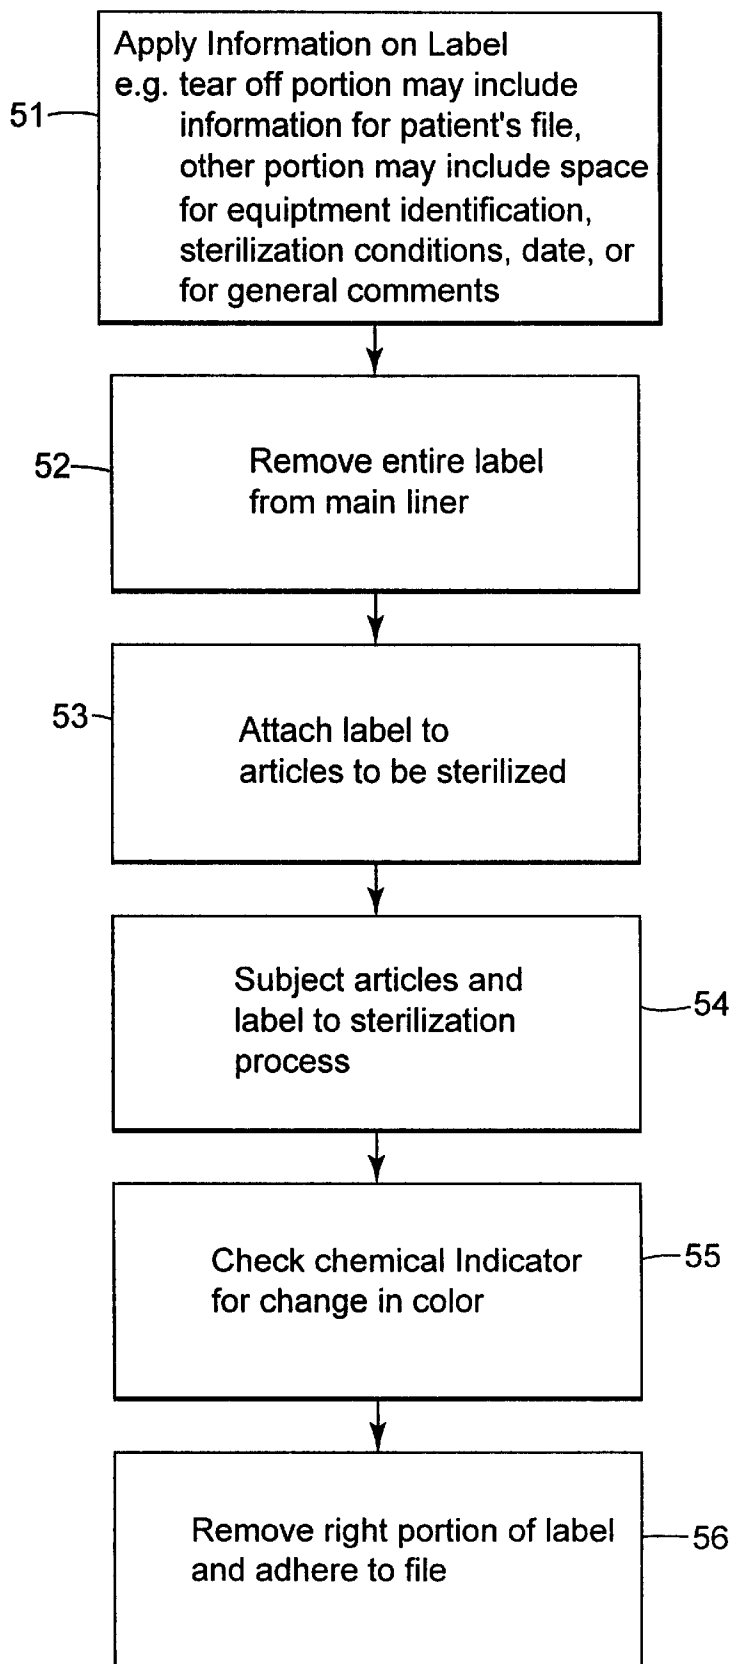 Apply Information on Label
e.g. tear off portion may include
information for patient's file,
other portion may include space
for equiptment identification,
sterilization conditions, date, or
for general comments
51
Remove entire label
from main liner
52
Attach label to
articles to be sterilized
53
Subject articles and
label to sterilization
process
54
Check chemical Indicator
for change in color
55
Remove right portion of label
and adhere to file
56